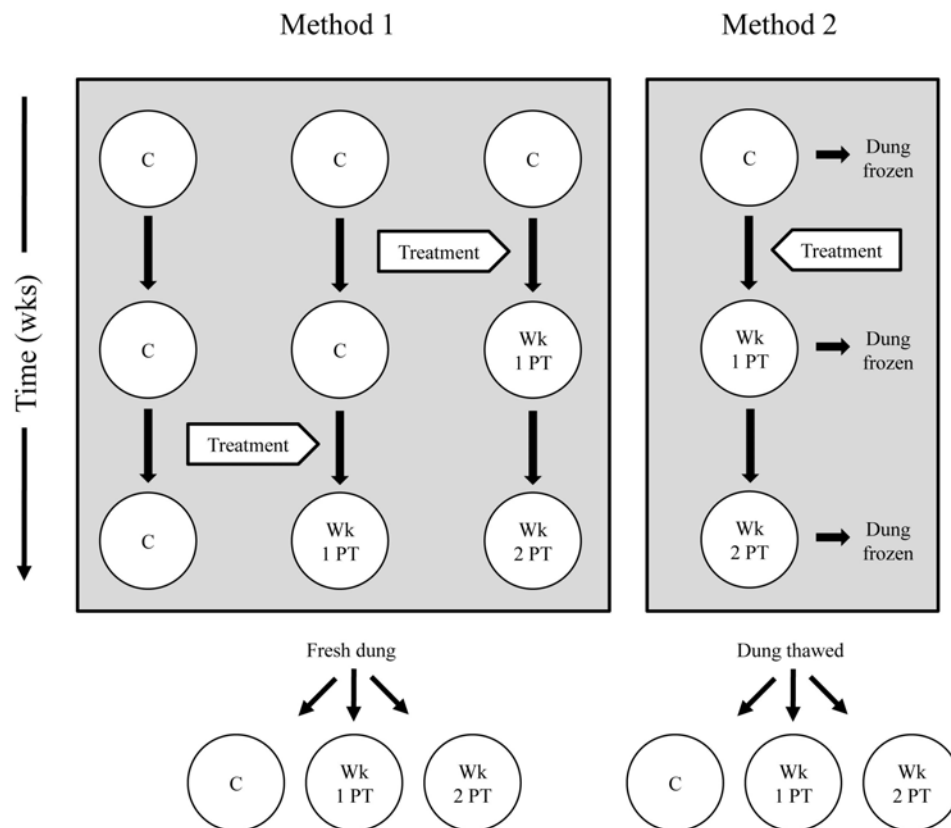 Method 1
Method 2
Time (wks)
C
C
C
C
Dung
frozen
Treatment
Treatment
C
C
Wk
1 PT
Wk
1 PT
Dung
frozen
Treatment
C
Wk
1 PT
Wk
2 PT
Wk
2 PT
Dung
frozen
Fresh dung
Dung thawed
C
Wk
1 PT
Wk
2 PT
C
Wk
1 PT
Wk
2 PT